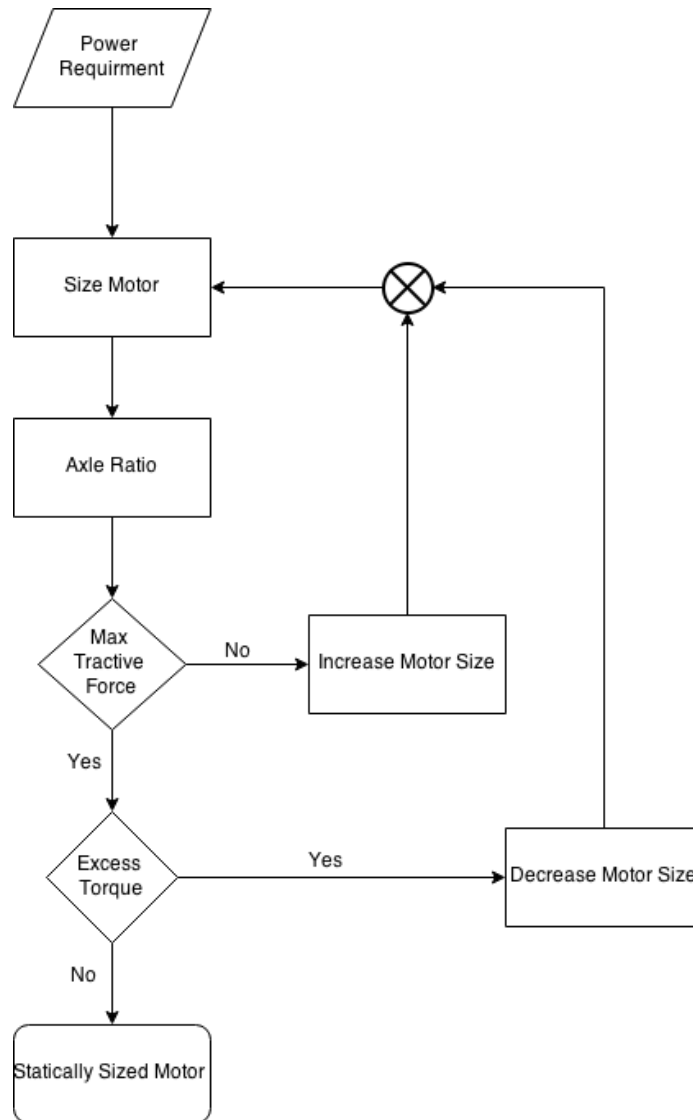 Power
Requirment
Size Motor
Axle Ratio
Max
Tractive
Force
No
Increase Motor Size
Yes
Excess
Torque
Yes
Decrease Motor Size
No
Statically Sized Motor